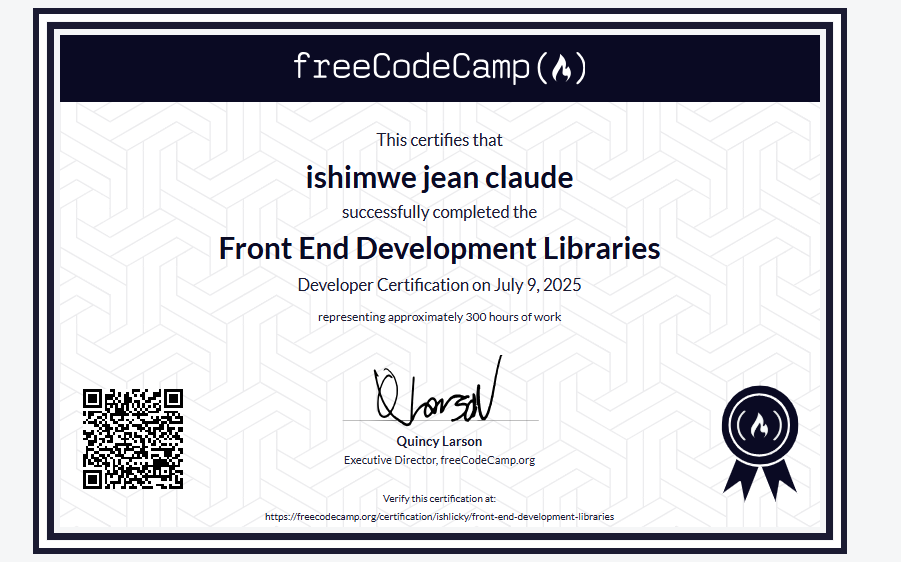 freeCodeCamp
This certifies that
ishimwe jean claude
successfully completed the
Front End Development Libraries
Developer Certification on July 9, 2025
representing approximately 300 hours of work
QLarson
Quincy Larson
Executive Director, freeCodeCamp.org
Verify this certification at:
https://freecodecamp.org/certification/ishlicky/front-end-development-libraries